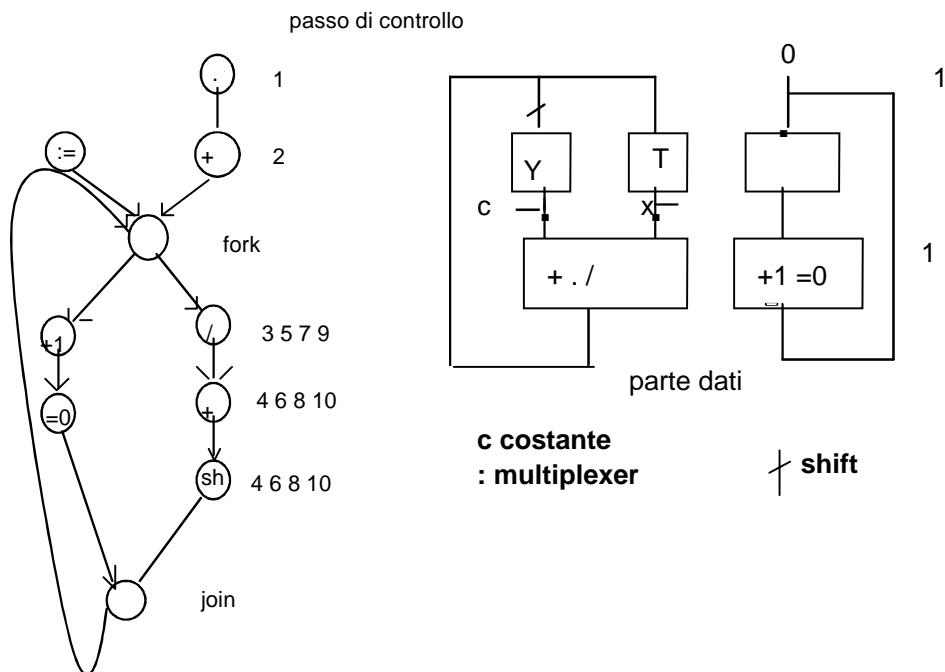 passo di controllo
.
1
:=
+
2
fork
+1
/
3 5 7 9
=0
+
4 6 8 10
sh
4 6 8 10
join
0
1
Y
T
c
x
+ . /
+1 =0
1
parte dati
c costante
: multiplexer
shift